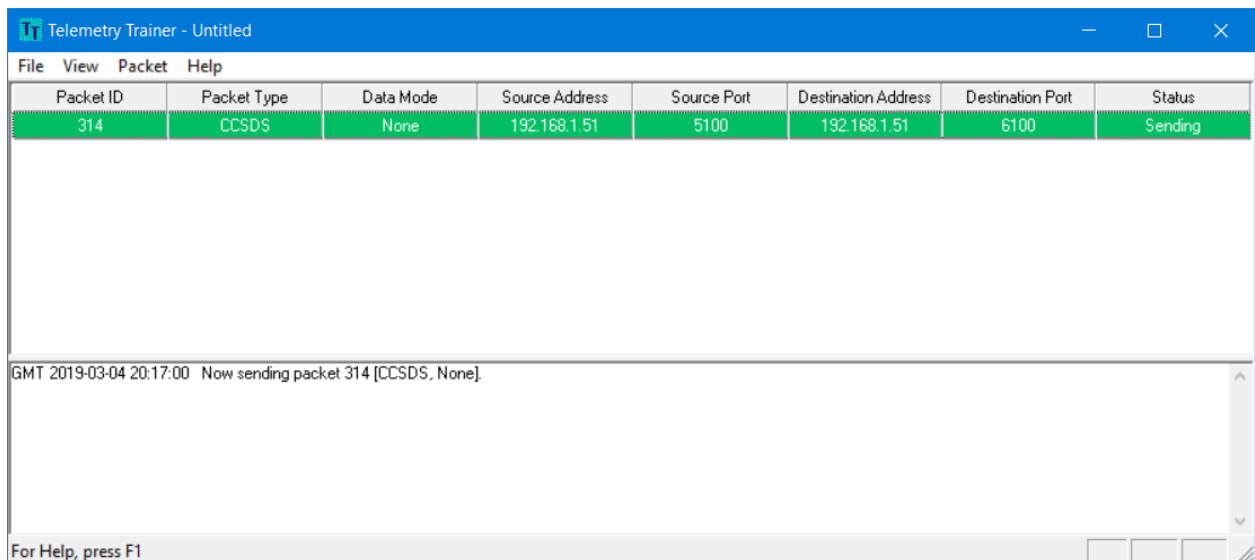 TT Telemetry Trainer - Untitled
File View Packet Help
Packet ID Packet Type Data Mode Source Address Source Port Destination Address Destination Port Status
314 CCSDS None 192.168.1.51 5100 192.168.1.51 6100 Sending
GMT 2019-03-04 20:17:00 Now sending packet 314 [CCSDS, None].
For Help, press F1